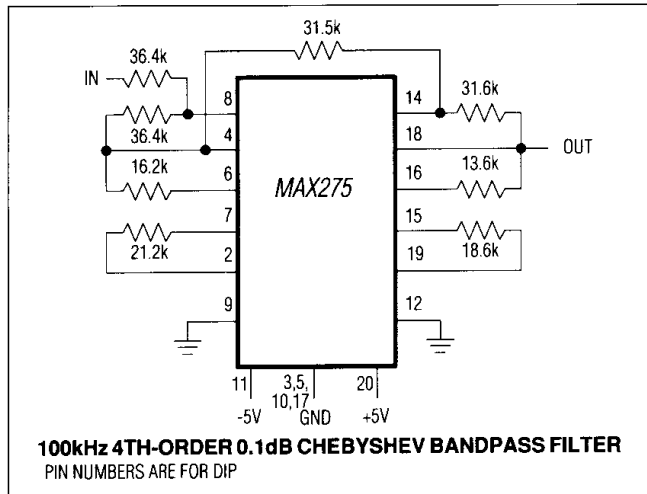 31.5k
36.4k
IN
31.6k
8
14
36.4k
4
18
OUT
16.2k
6
MAX275
16
13.6k
7
15
21.2k
2
19
18.6k
9
12
11
3,5,
10,17
20
-5V
GND
+5V
100kHz 4TH-ORDER 0.1dB CHEBYSHEV BANDPASS FILTER
PIN NUMBERS ARE FOR DIP